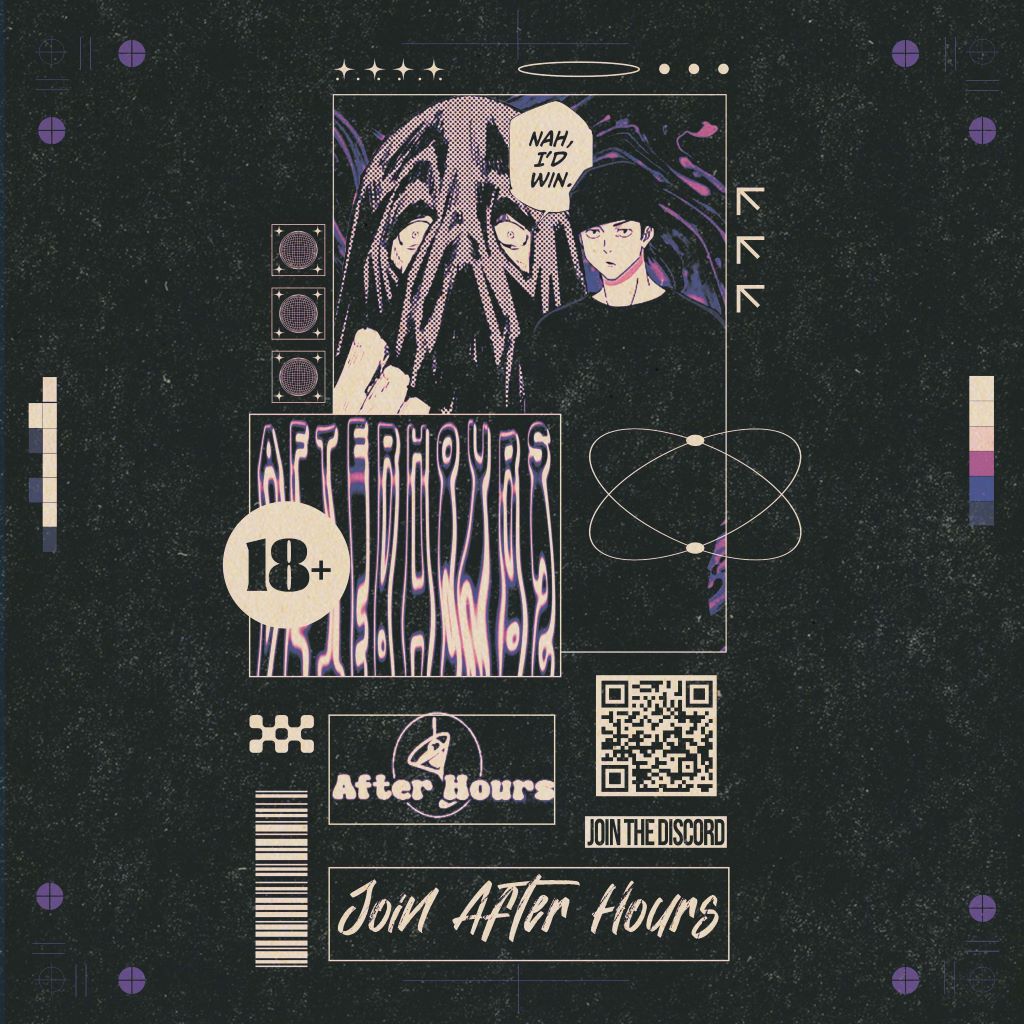 NAH,
I'D
WIN.
AFTERHOURS
18+
After Hours
JOIN THE DISCORD
Join After Hours